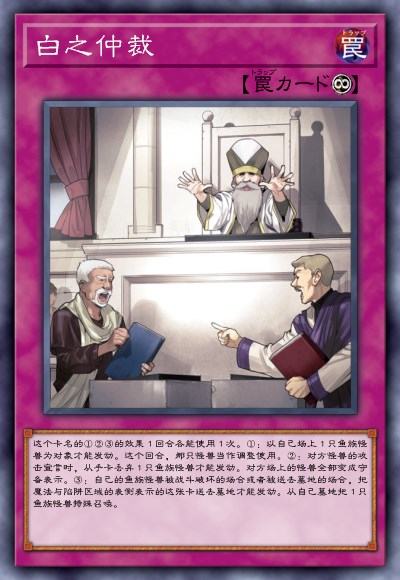 白之仲裁
トラップ
罠
トラップ
【罠カード】
这个卡名的①②③的效果1回合各能使用1次。①：以自己场上1只鱼族怪
兽为对象才能发动。这个回合，那只怪兽当作调整使用。②：对方怪兽的攻
击宣言时，从手卡丢弃1只鱼族怪兽才能发动。对方场上的怪兽全部变成守
备表示。③：自己的鱼族怪兽被战斗破坏的场合或者被送去墓地的场合，把
魔法与陷阱区域的表侧表示的这张卡送去墓地才能发动。从自己墓地把1只
鱼族怪兽特殊召唤。